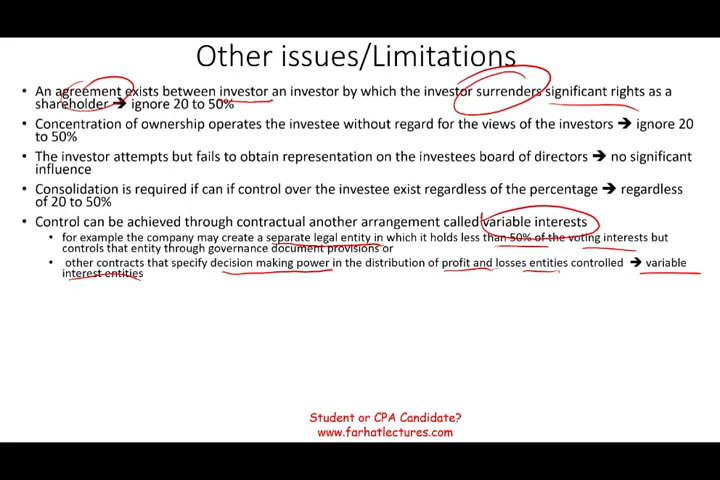 Other issues/Limitations
• An agreement exists between investor an investor by which the investor surrenders significant rights as a
shareholder ➔ ignore 20 to 50%
• Concentration of ownership operates the investee without regard for the views of the investors ➔ ignore 20
to 50%
• The investor attempts but fails to obtain representation on the investees board of directors ➔ no significant
influence
• Consolidation is required if can if control over the investee exist regardless of the percentage ➔ regardless
of 20 to 50%
• Control can be achieved through contractual another arrangement called variable interests
• for example the company may create a separate legal entity in which it holds less than 50% of the voting interests but
controls that entity through governance document provisions or
• other contracts that specify decision making power in the distribution of profit and losses entities controlled ➔ variable
interest entities
Student or CPA Candidate?
www.farhatlectures.com